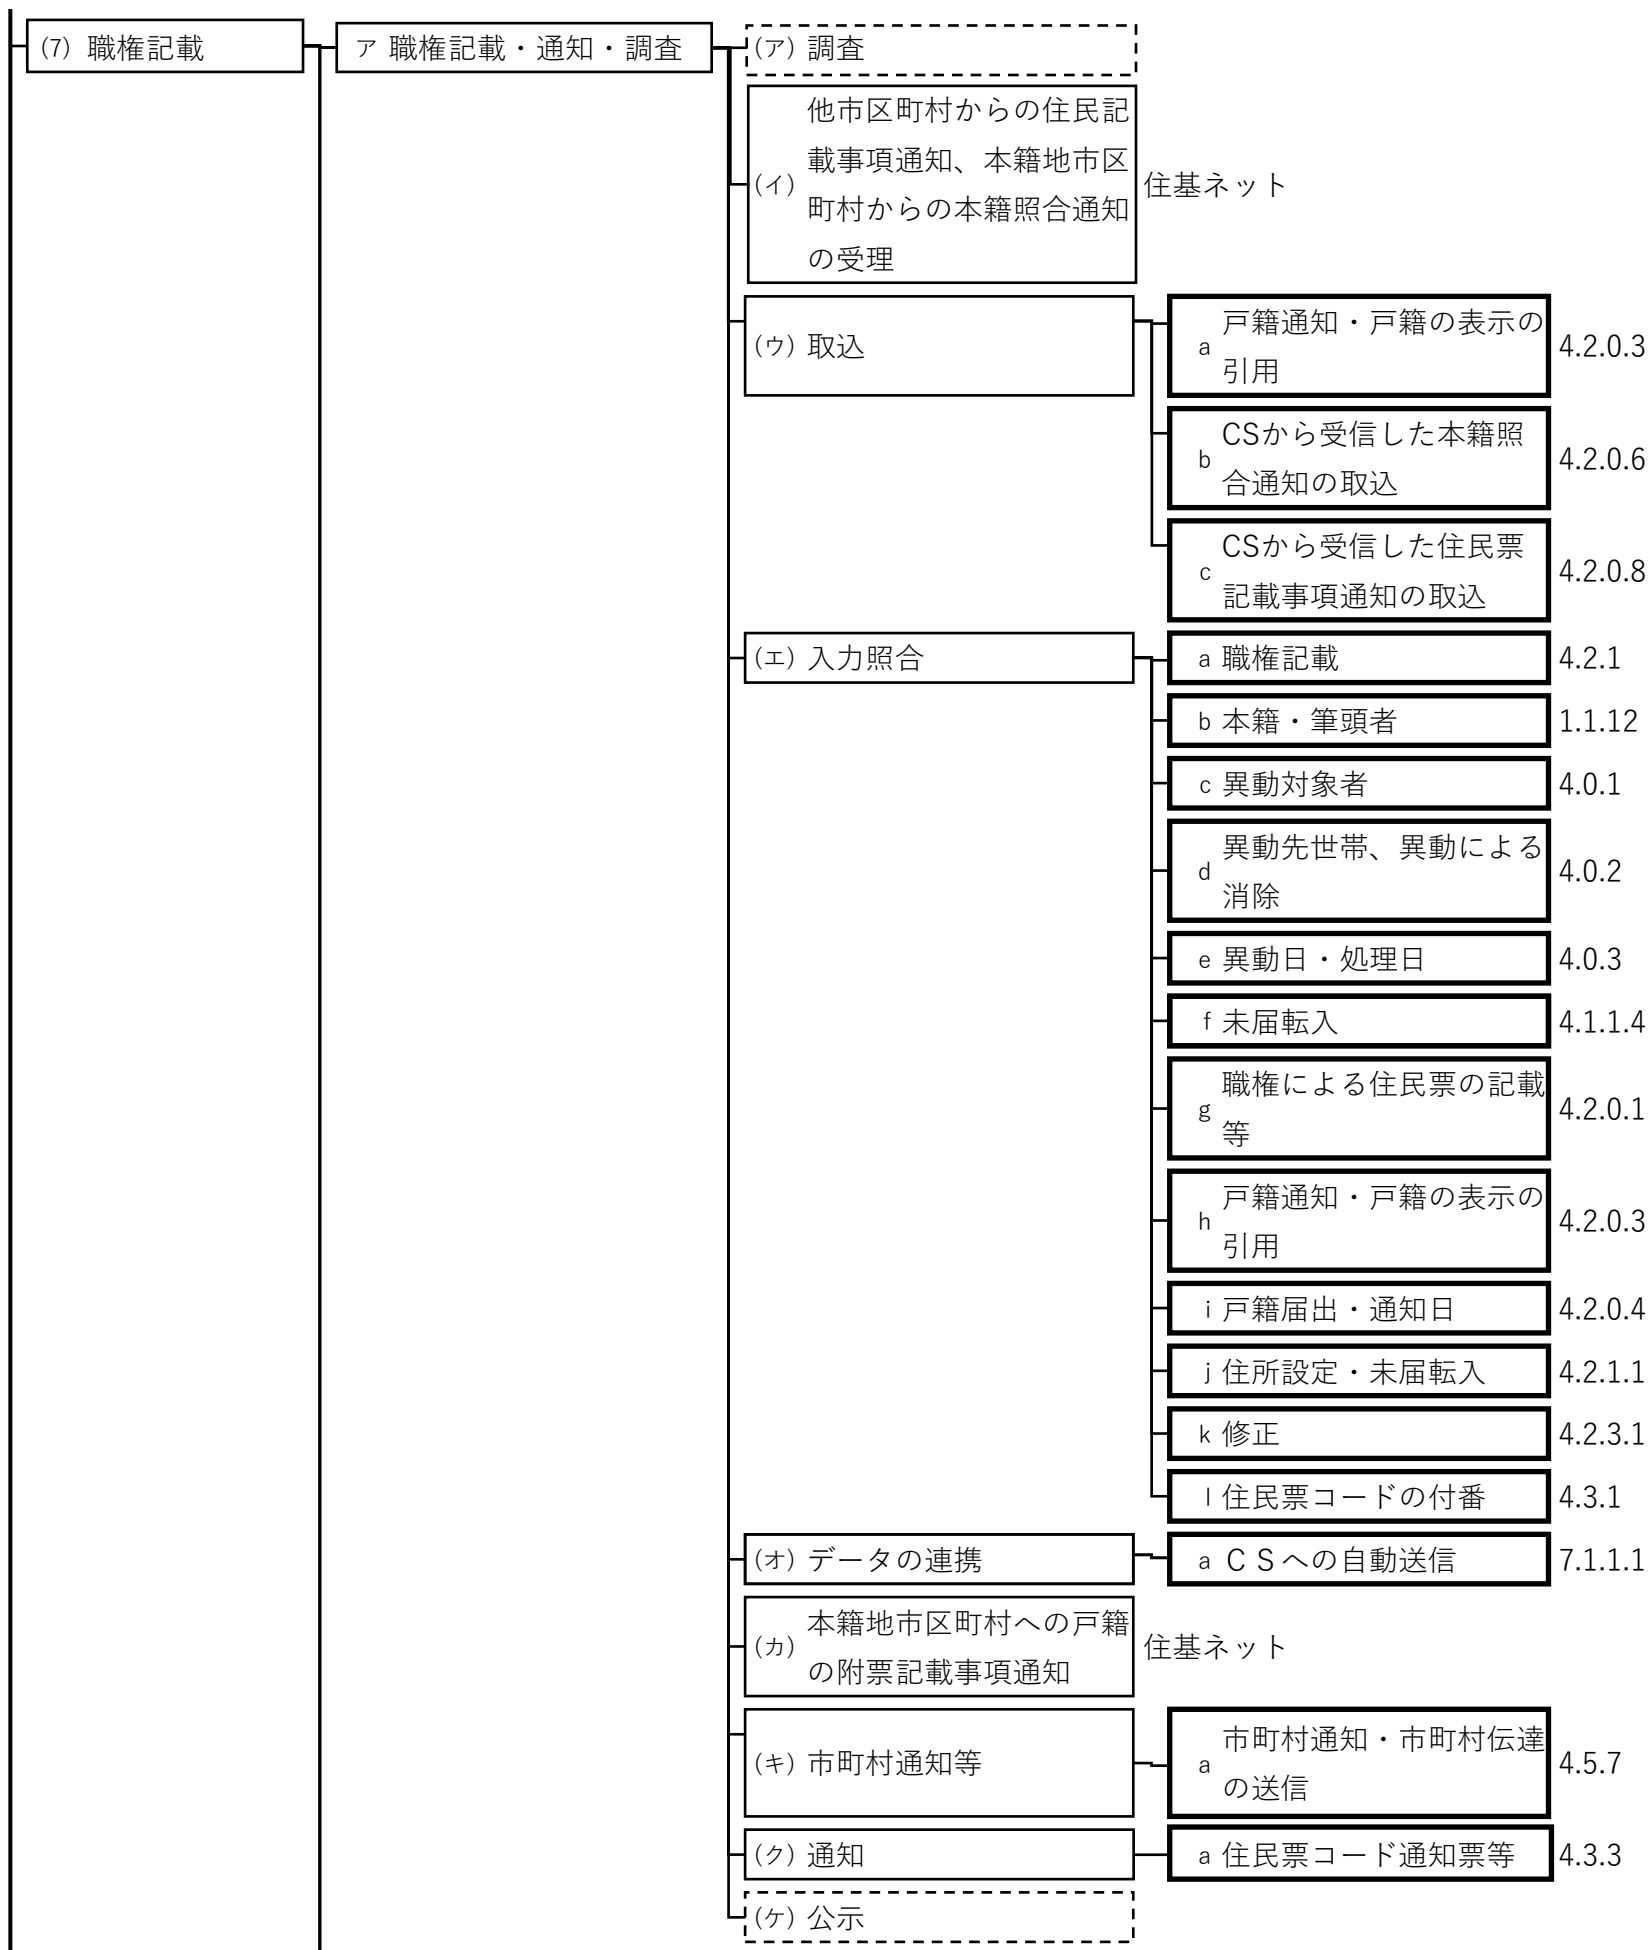 (7) 職権記載
ア 職権記載・通知・調査
(ア) 調査
(イ) 他市区町村からの住民記
載事項通知、本籍地市区
町村からの本籍照合通知
の受理
住基ネット
(ウ) 取込
a 戸籍通知・戸籍の表示の
引用
4.2.0.3
b CSから受信した本籍照
合通知の取込
4.2.0.6
c CSから受信した住民票
記載事項通知の取込
4.2.0.8
(エ) 入力照合
a 職権記載 4.2.1
b 本籍・筆頭者 1.1.12
c 異動対象者 4.0.1
d 異動先世帯、異動による
消除
4.0.2
e 異動日・処理日 4.0.3
f 未届転入 4.1.1.4
g 職権による住民票の記載
等
4.2.0.1
h 戸籍通知・戸籍の表示の
引用
4.2.0.3
i 戸籍届出・通知日 4.2.0.4
j 住所設定・未届転入 4.2.1.1
k 修正 4.2.3.1
l 住民票コードの付番 4.3.1
(オ) データの連携
a ＣＳへの自動送信 7.1.1.1
(カ) 本籍地市区町村への戸籍
の附票記載事項通知
住基ネット
(キ) 市町村通知等
a 市町村通知・市町村伝達
の送信
4.5.7
(ク) 通知
a 住民票コード通知票等 4.3.3
(ケ) 公示